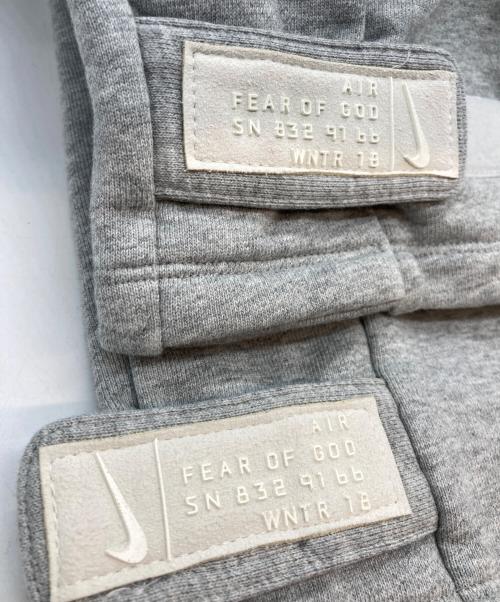 AIR
FEAR OF GOD
SN 832 91 66
WNTR 18
AIR
FEAR OF GOD
SN 832 91 66
WNTR 18